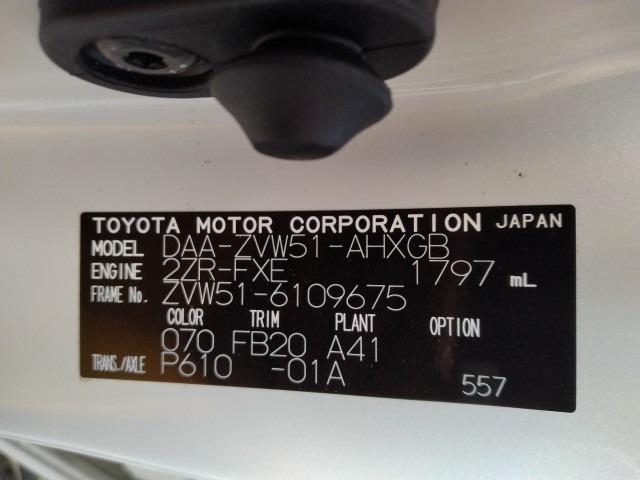 TOYOTA MOTOR CORPORATION JAPAN
MODEL DAA-ZVW51-AHXGB
ENGINE 2ZR-FXE 1797 mL
FRAME No. ZVW51-6109675
COLOR TRIM PLANT OPTION
070 FB20 A41
TRANS./AXLE P610 -01A
557